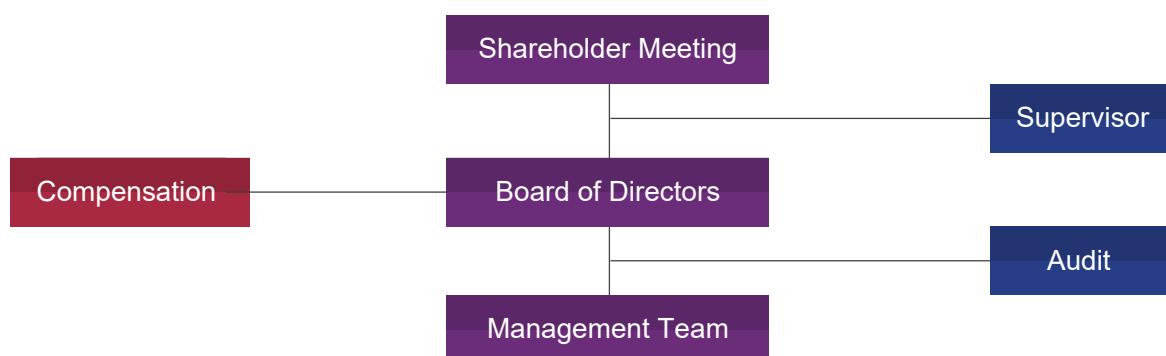 Shareholder Meeting
Supervisor
Compensation
Board of Directors
Audit
Management Team